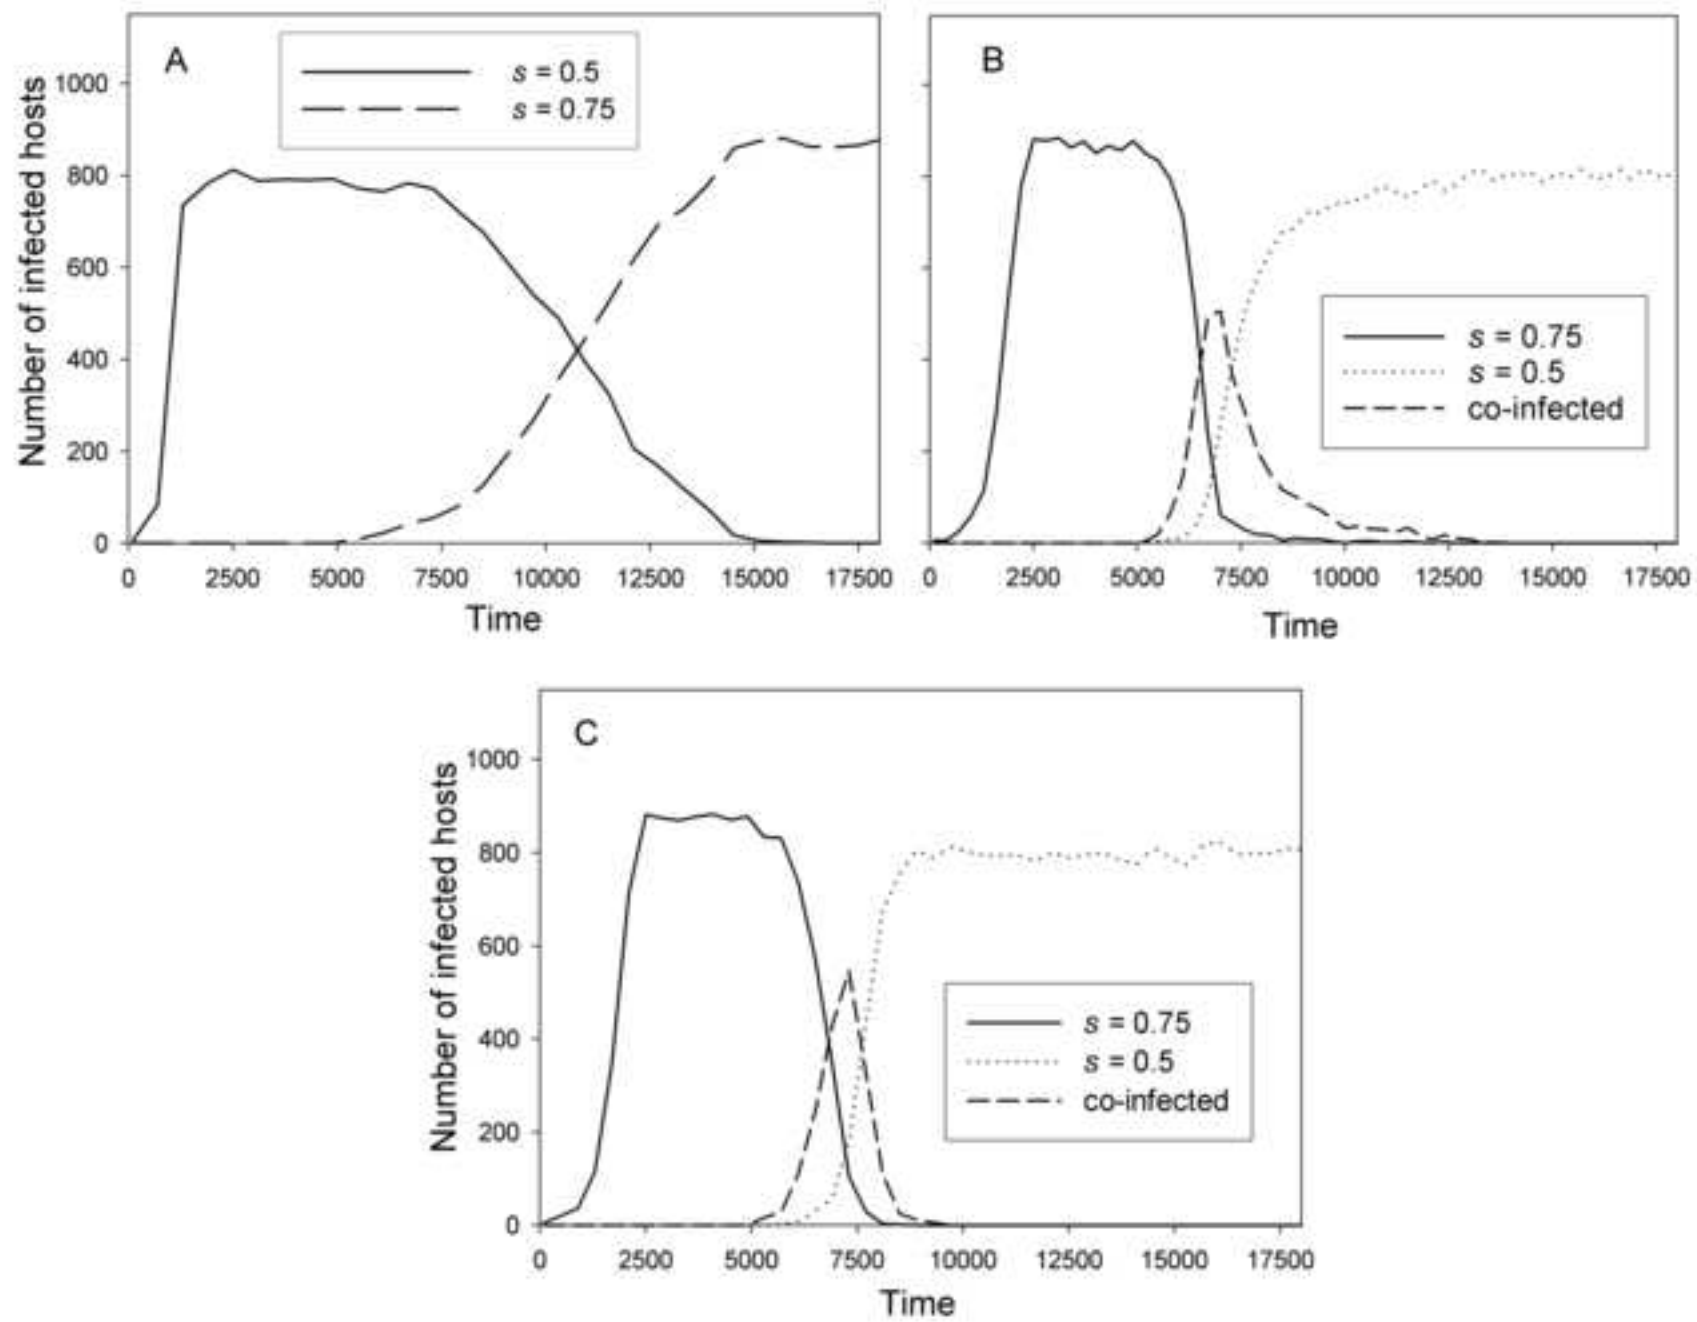 A
s = 0.5
s = 0.75
Number of infected hosts
1000
800
600
400
200
0
0 2500 5000 7500 10000 12500 15000 17500
Time
B
s = 0.75
s = 0.5
co-infected
0 2500 5000 7500 10000 12500 15000 17500
Time
C
Number of infected hosts
1000
800
600
400
200
0
s = 0.75
s = 0.5
co-infected
0 2500 5000 7500 10000 12500 15000 17500
Time